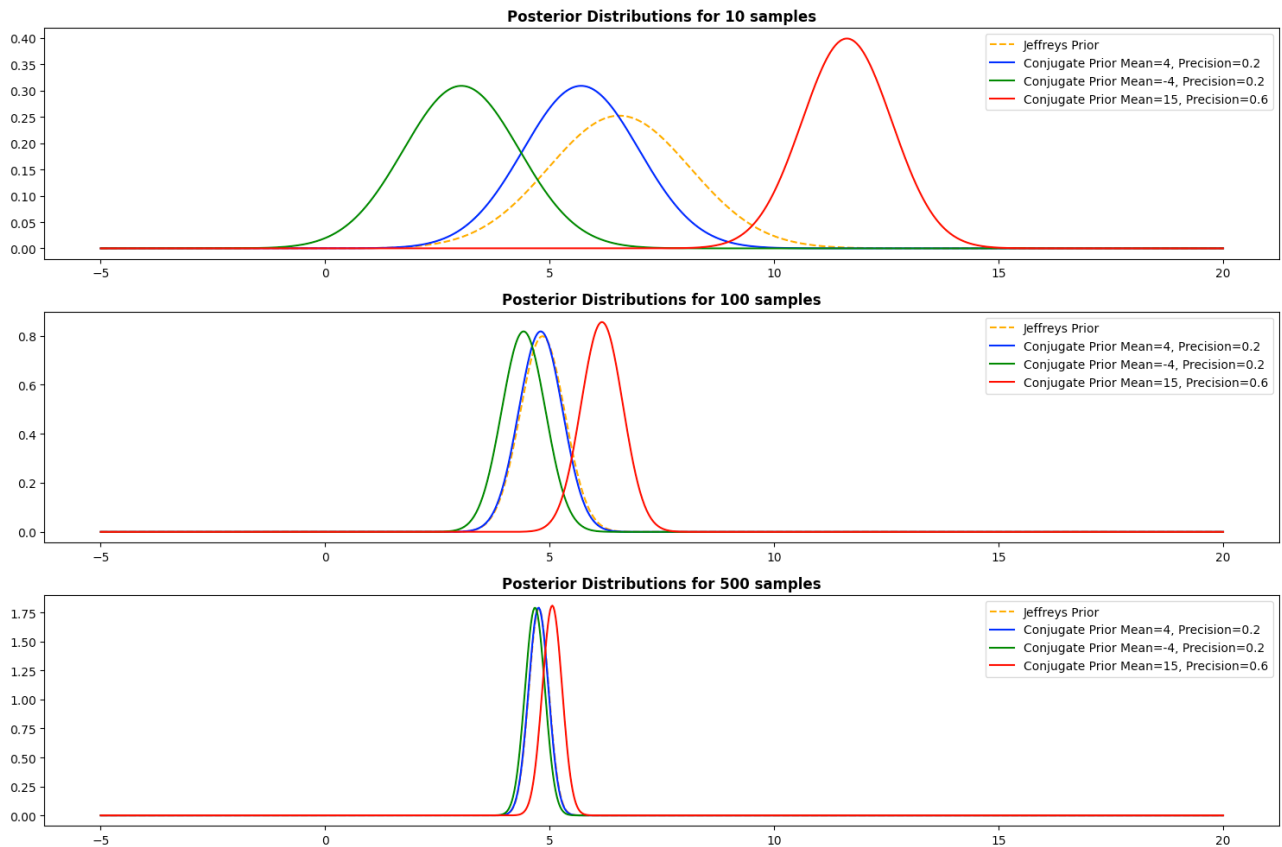 Posterior Distributions for 10 samples
0.40
0.35
0.30
0.25
0.20
0.15
0.10
0.05
0.00
Jeffreys Prior
Conjugate Prior Mean=4, Precision=0.2
Conjugate Prior Mean=-4, Precision=0.2
Conjugate Prior Mean=15, Precision=0.6
−5 0 5 10 15 20
Posterior Distributions for 100 samples
0.8
0.6
0.4
0.2
0.0
Jeffreys Prior
Conjugate Prior Mean=4, Precision=0.2
Conjugate Prior Mean=-4, Precision=0.2
Conjugate Prior Mean=15, Precision=0.6
−5 0 5 10 15 20
Posterior Distributions for 500 samples
1.75
1.50
1.25
1.00
0.75
0.50
0.25
0.00
Jeffreys Prior
Conjugate Prior Mean=4, Precision=0.2
Conjugate Prior Mean=-4, Precision=0.2
Conjugate Prior Mean=15, Precision=0.6
−5 0 5 10 15 20